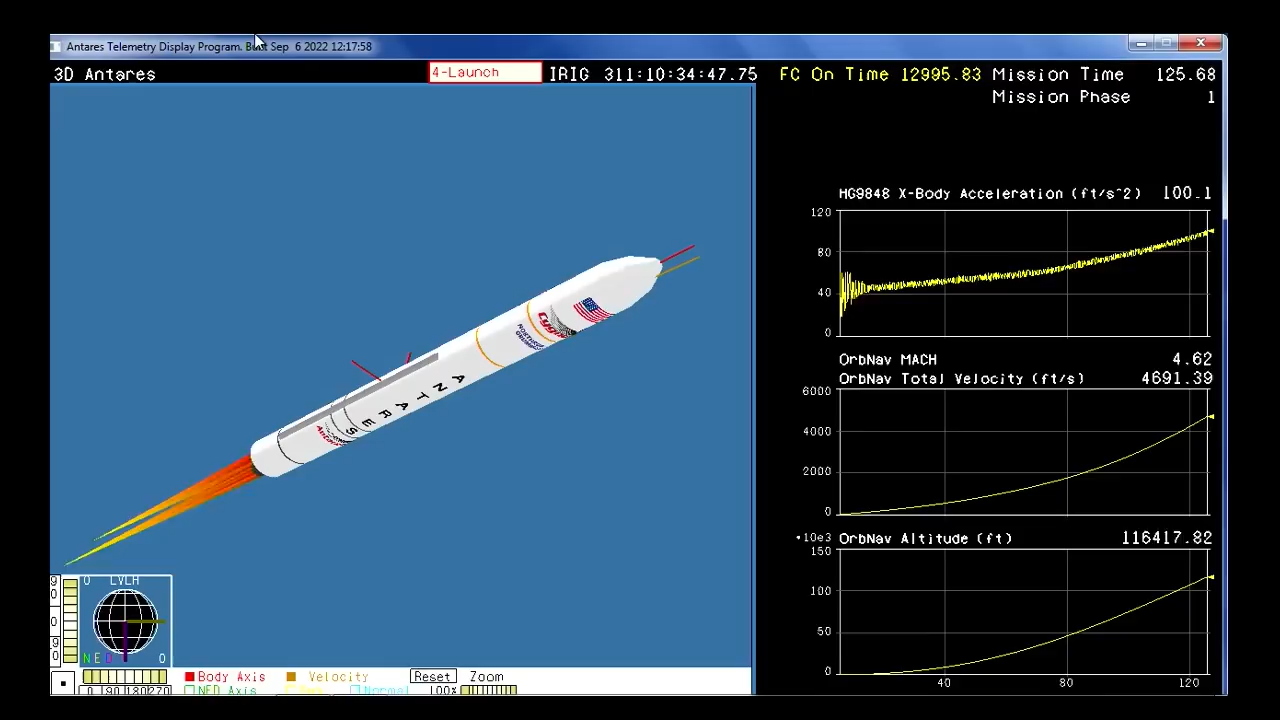 Antares Telemetry Display Program. Built Sep 6 2022 12:17:58
3D Antares
4-Launch
IRIG 311:10:34:47.75
FC On Time 12995.83
Mission Time 125.68
Mission Phase 1
HG9848 X-Body Acceleration (ft/s^2) 100.1
120
80
40
0
OrbNav MACH 4.62
OrbNav Total Velocity (ft/s) 4691.39
6000
4000
2000
0
OrbNav Altitude (ft) 116417.82
*10e3
150
100
50
0
40 80 120
ANTARES
0 LVLH
N E D 0
0 90 180 270
Body Axis Velocity
NED Axis Normal
Reset Zoom
100%